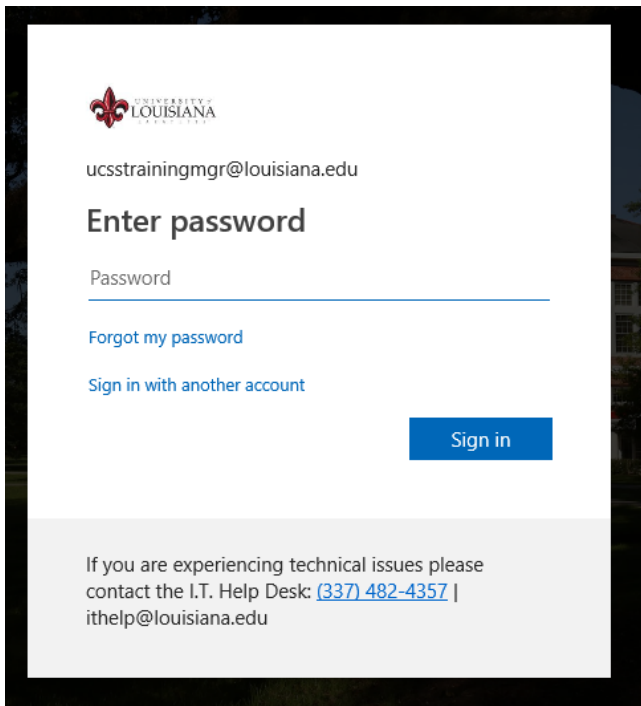 UNIVERSITY of
LOUISIANA
LAFAYETTE
ucsstrainingmgr@louisiana.edu
Enter password
Password
Forgot my password
Sign in with another account
Sign in
If you are experiencing technical issues please
contact the I.T. Help Desk: (337) 482-4357 |
ithelp@louisiana.edu